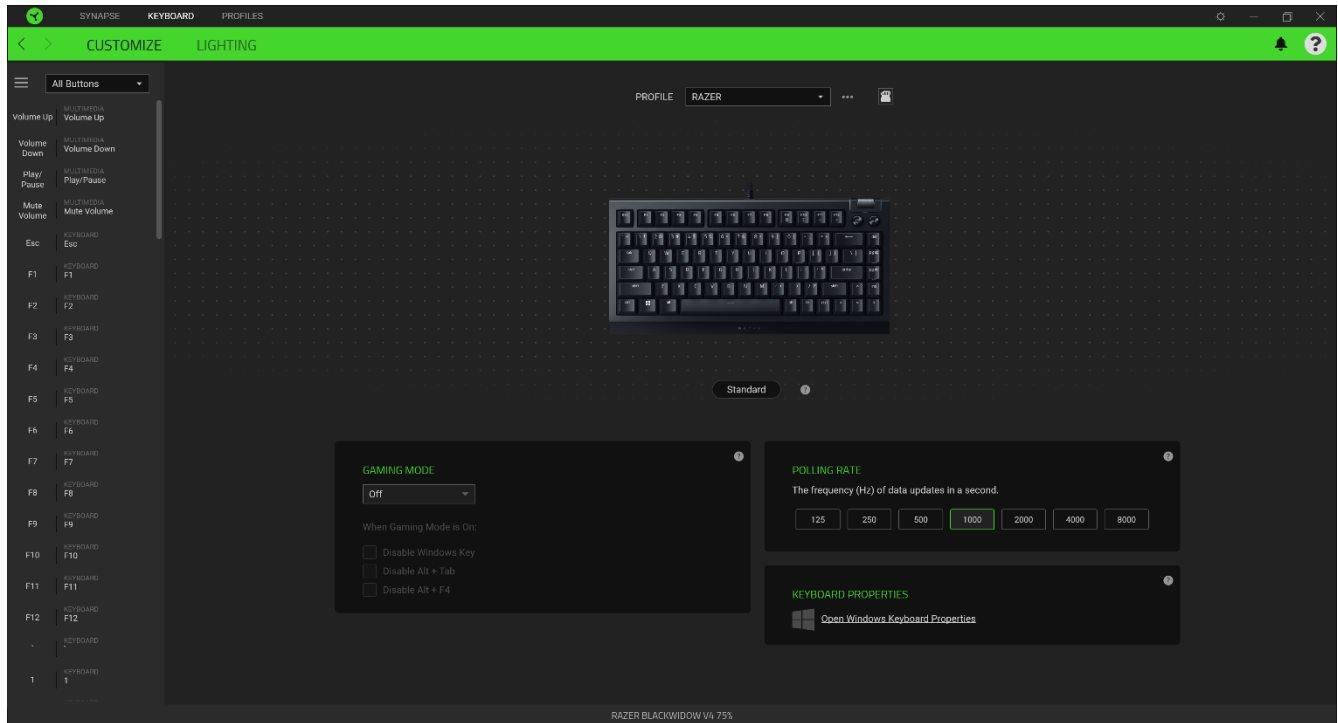 SYNAPSE KEYBOARD PROFILES
CUSTOMIZE LIGHTING
All Buttons
PROFILE RAZER
Volume Up
MULTIMEDIA
Volume Up
Volume Down
MULTIMEDIA
Volume Down
Play/
Pause
MULTIMEDIA
Play/Pause
Mute
Volume
MULTIMEDIA
Mute Volume
Esc
KEYBOARD
Esc
F1
KEYBOARD
F1
F2
KEYBOARD
F2
F3
KEYBOARD
F3
F4
KEYBOARD
F4
F5
KEYBOARD
F5
F6
KEYBOARD
F6
F7
KEYBOARD
F7
F8
KEYBOARD
F8
F9
KEYBOARD
F9
F10
KEYBOARD
F10
F11
KEYBOARD
F11
F12
KEYBOARD
F12
`
KEYBOARD
`
1
KEYBOARD
1
Standard
GAMING MODE
Off
When Gaming Mode is On:
Disable Windows Key
Disable Alt + Tab
Disable Alt + F4
POLLING RATE
The frequency (Hz) of data updates in a second.
125 250 500 1000 2000 4000 8000
KEYBOARD PROPERTIES
Open Windows Keyboard Properties
RAZER BLACKWIDOW V4 75%